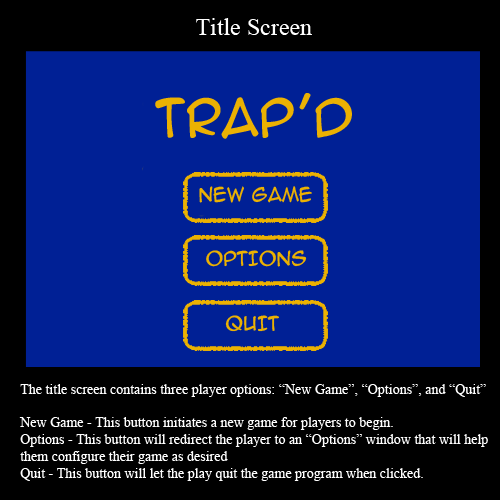 Title Screen
TRAP'D
NEW GAME
OPTIONS
QUIT
The title screen contains three player options: “New Game”, “Options”, and “Quit”
New Game - This button initiates a new game for players to begin.
Options - This button will redirect the player to an “Options” window that will help
them configure their game as desired
Quit - This button will let the play quit the game program when clicked.